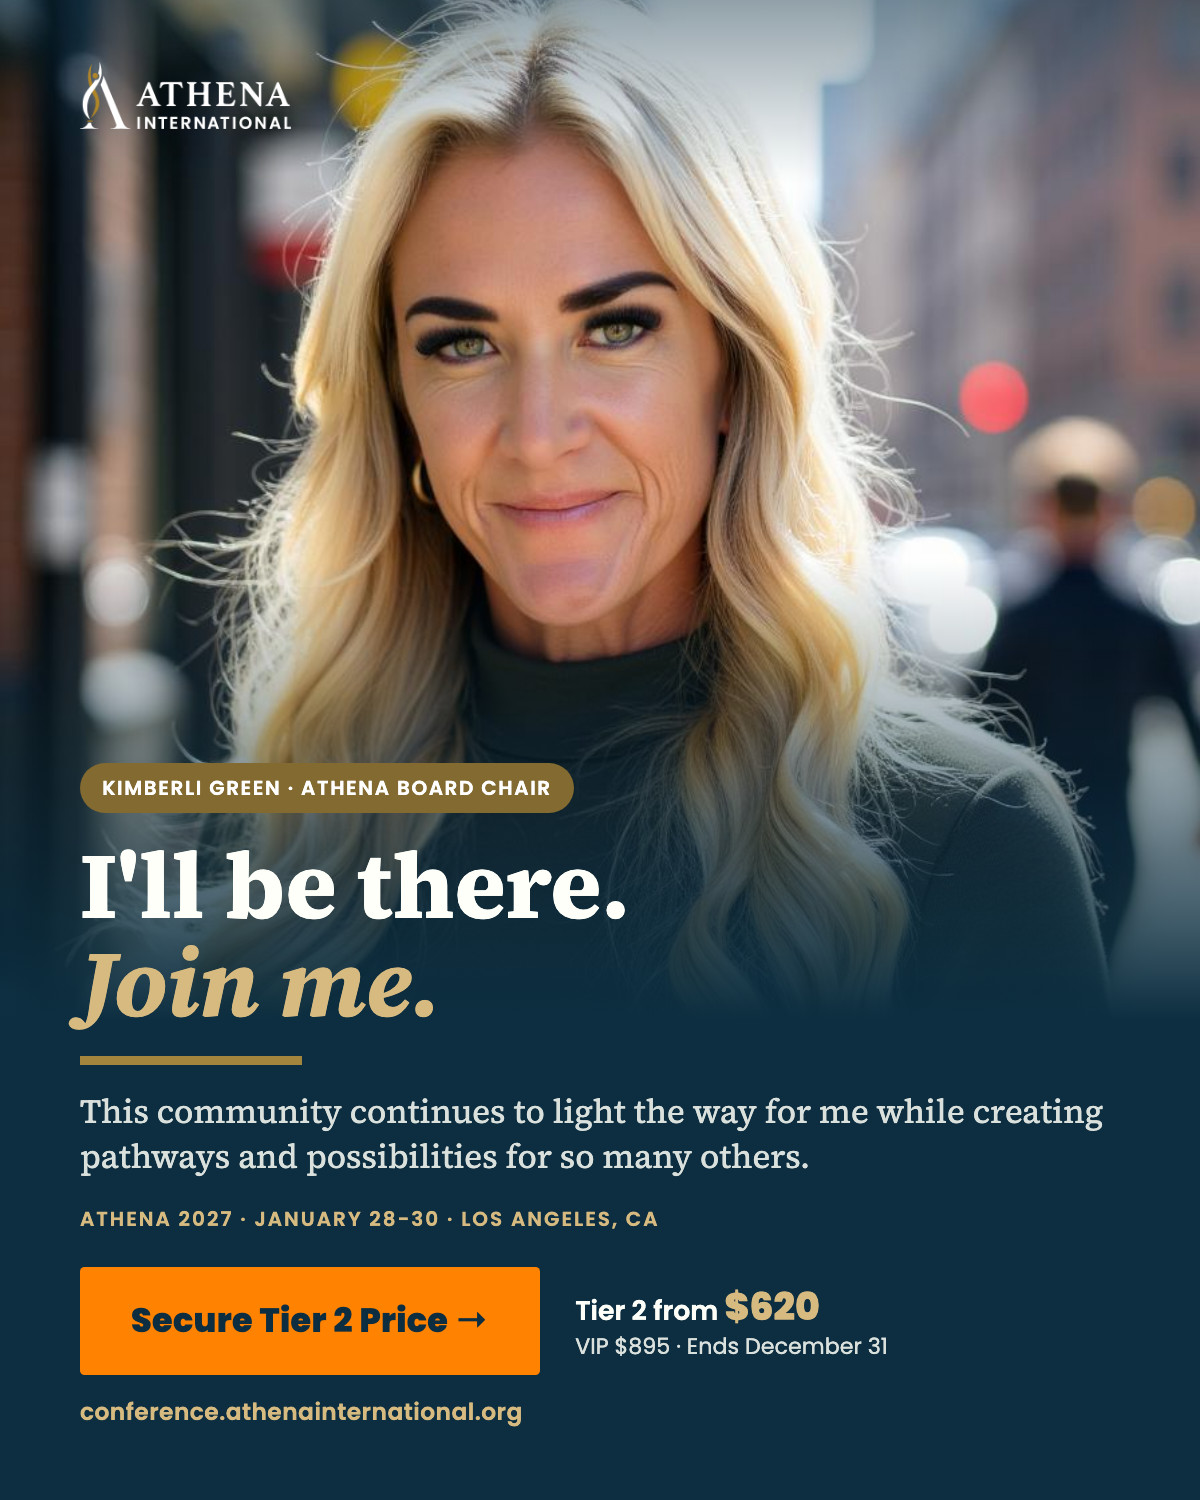 ATHENA
INTERNATIONAL
KIMBERLI GREEN · ATHENA BOARD CHAIR
I'll be there.
Join me.
This community continues to light the way for me while creating
pathways and possibilities for so many others.
ATHENA 2027 · JANUARY 28-30 · LOS ANGELES, CA
Secure Tier 2 Price →
Tier 2 from $620
VIP $895 · Ends December 31
conference.athenainternational.org